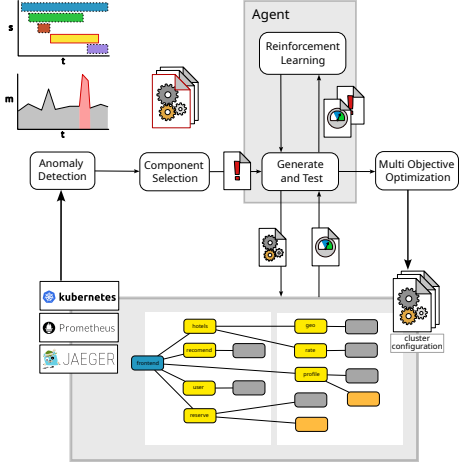 s
t
m
t
Agent
Reinforcement
Learning
Anomaly
Detection
Component
Selection
!
!
Generate
and Test
Multi Objective
Optimization
kubernetes
Prometheus
JAEGER
cluster
configuration
frontend
hotels
recomend
user
reserve
geo
rate
profile